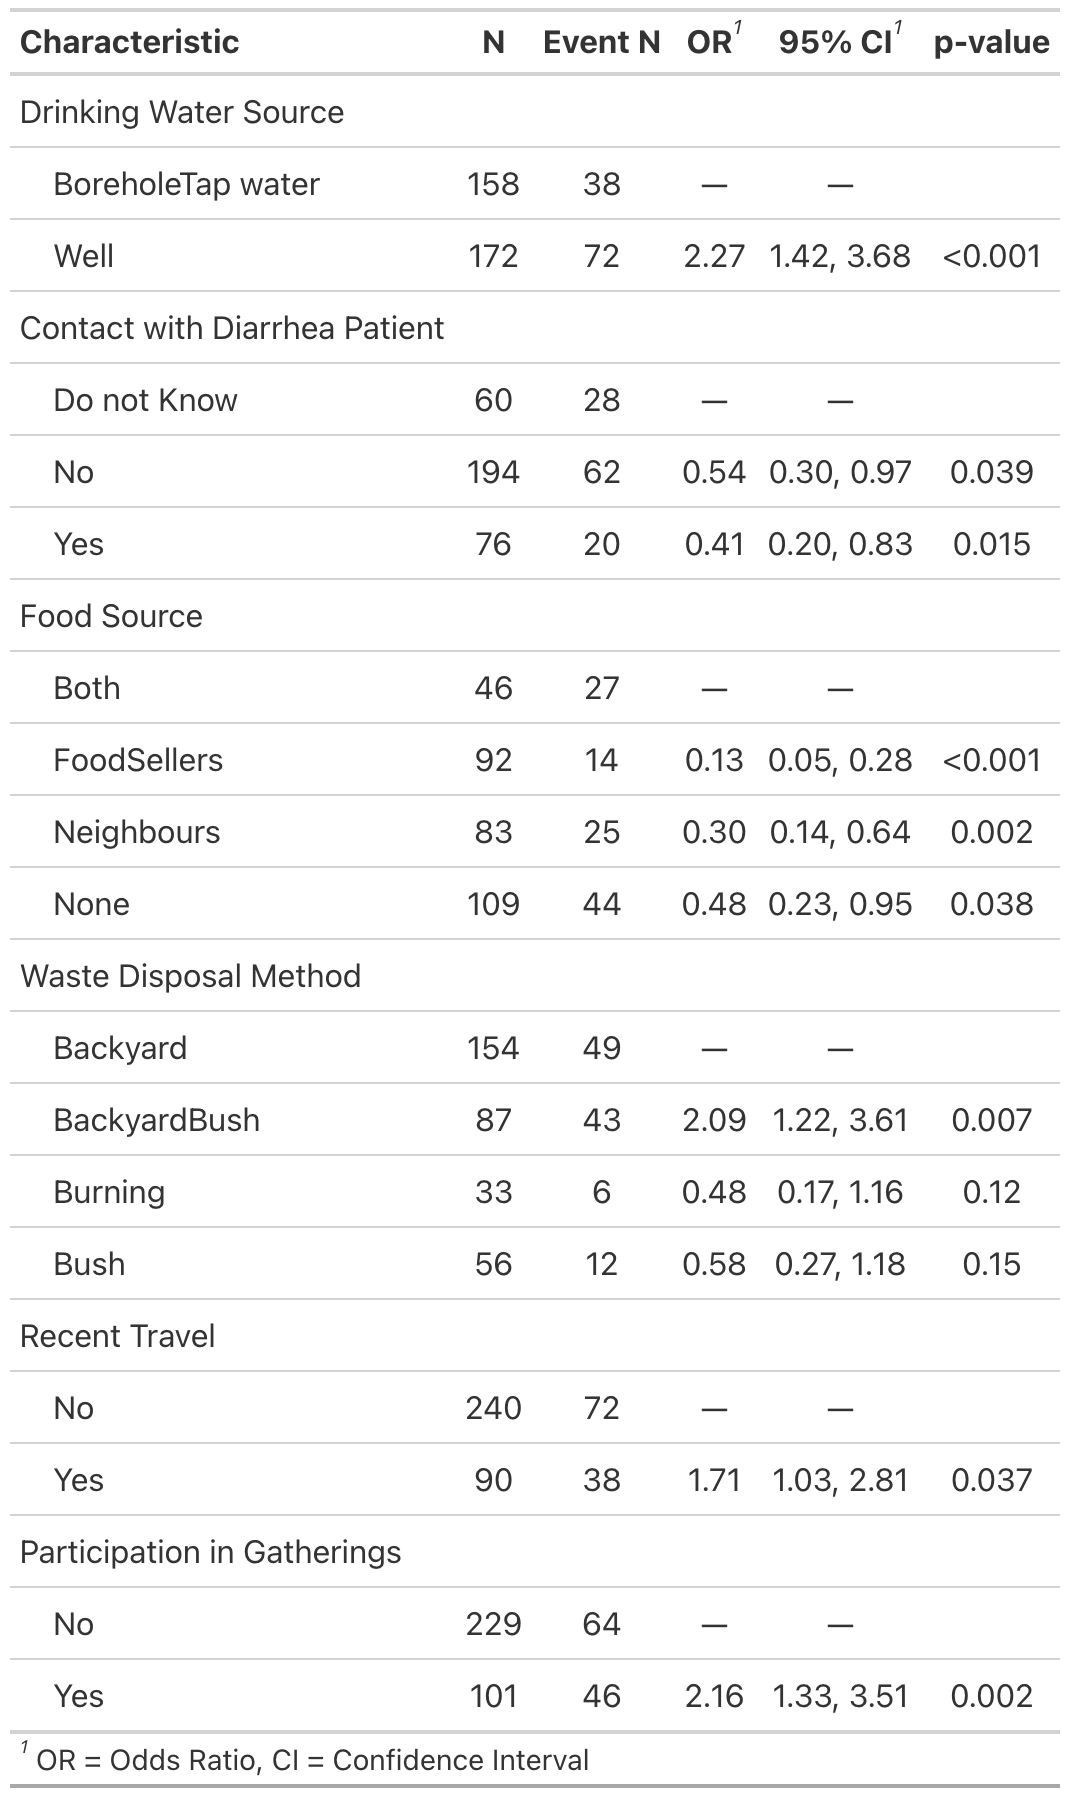 Characteristic N Event N OR1 95% CI1 p-value
Drinking Water Source
BoreholeTap water 158 38 — —
Well 172 72 2.27 1.42, 3.68 <0.001
Contact with Diarrhea Patient
Do not Know 60 28 — —
No 194 62 0.54 0.30, 0.97 0.039
Yes 76 20 0.41 0.20, 0.83 0.015
Food Source
Both 46 27 — —
FoodSellers 92 14 0.13 0.05, 0.28 <0.001
Neighbours 83 25 0.30 0.14, 0.64 0.002
None 109 44 0.48 0.23, 0.95 0.038
Waste Disposal Method
Backyard 154 49 — —
BackyardBush 87 43 2.09 1.22, 3.61 0.007
Burning 33 6 0.48 0.17, 1.16 0.12
Bush 56 12 0.58 0.27, 1.18 0.15
Recent Travel
No 240 72 — —
Yes 90 38 1.71 1.03, 2.81 0.037
Participation in Gatherings
No 229 64 — —
Yes 101 46 2.16 1.33, 3.51 0.002
1 OR = Odds Ratio, CI = Confidence Interval